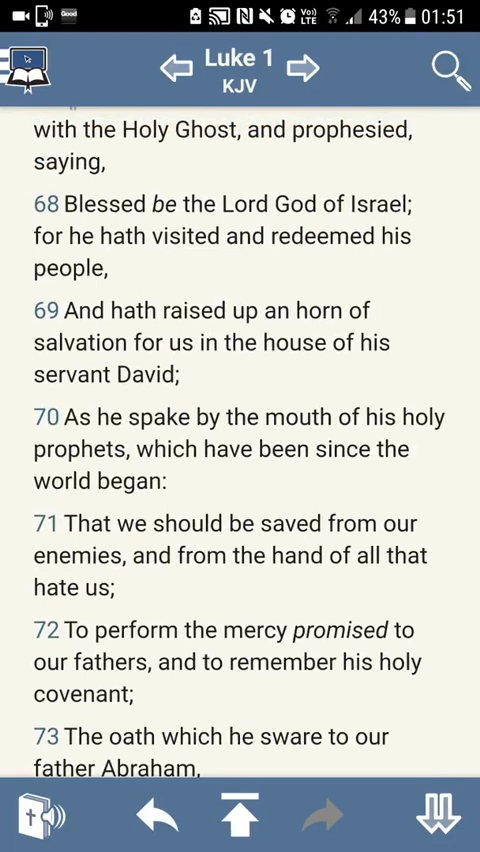 Good
Vo))
LTE
43%
01:51
Luke 1
KJV
with the Holy Ghost, and prophesied,
saying,
68 Blessed be the Lord God of Israel;
for he hath visited and redeemed his
people,
69 And hath raised up an horn of
salvation for us in the house of his
servant David;
70 As he spake by the mouth of his holy
prophets, which have been since the
world began:
71 That we should be saved from our
enemies, and from the hand of all that
hate us;
72 To perform the mercy promised to
our fathers, and to remember his holy
covenant;
73 The oath which he sware to our
father Abraham,